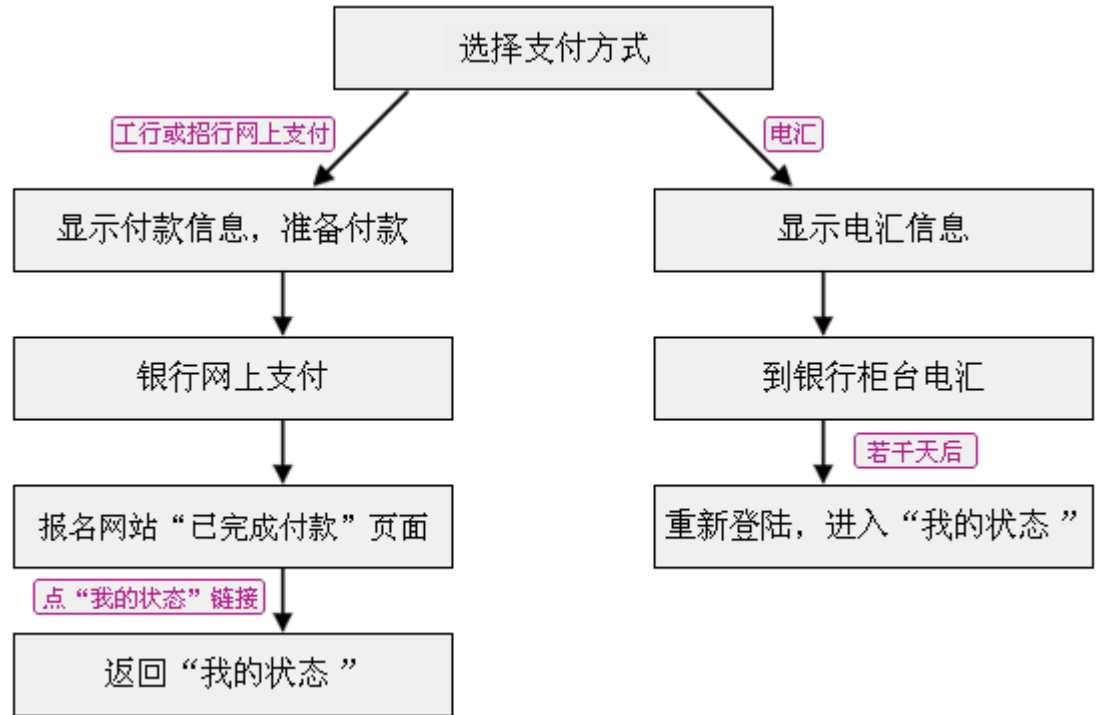 选择支付方式
工行或招行网上支付
电汇
显示付款信息，准备付款
显示电汇信息
银行网上支付
到银行柜台电汇
若干天后
报名网站“已完成付款”页面
重新登陆，进入“我的状态”
点“我的状态”链接
返回“我的状态”